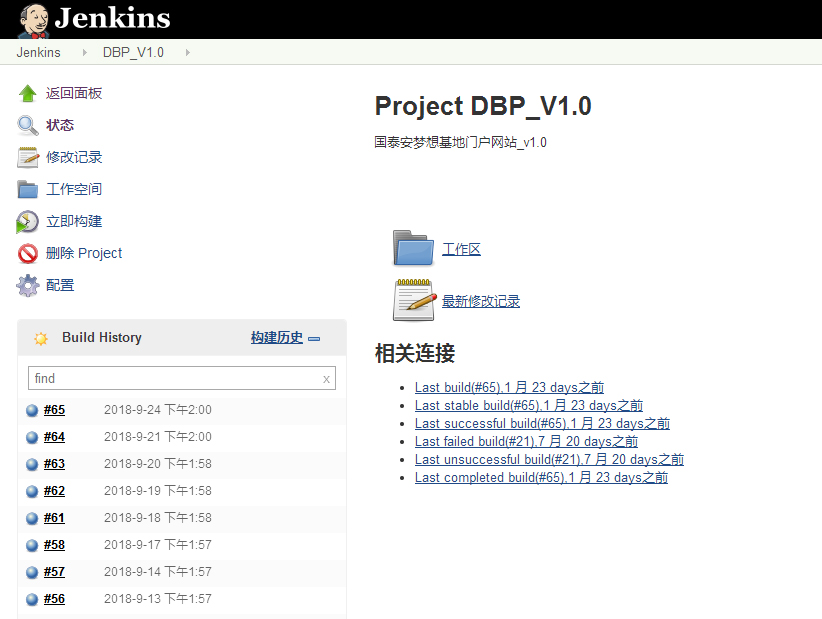 Jenkins
Jenkins DBP_V1.0
返回面板
状态
修改记录
工作空间
立即构建
删除 Project
配置
Build History 构建历史
find x
#65 2018-9-24 下午2:00
#64 2018-9-21 下午2:00
#63 2018-9-20 下午1:58
#62 2018-9-19 下午1:58
#61 2018-9-18 下午1:58
#58 2018-9-17 下午1:57
#57 2018-9-14 下午1:57
#56 2018-9-13 下午1:57
Project DBP_V1.0
国泰安梦想基地门户网站_v1.0
工作区
最新修改记录
相关连接
Last build(#65),1 月 23 days之前
Last stable build(#65),1 月 23 days之前
Last successful build(#65),1 月 23 days之前
Last failed build(#21),7 月 20 days之前
Last unsuccessful build(#21),7 月 20 days之前
Last completed build(#65),1 月 23 days之前